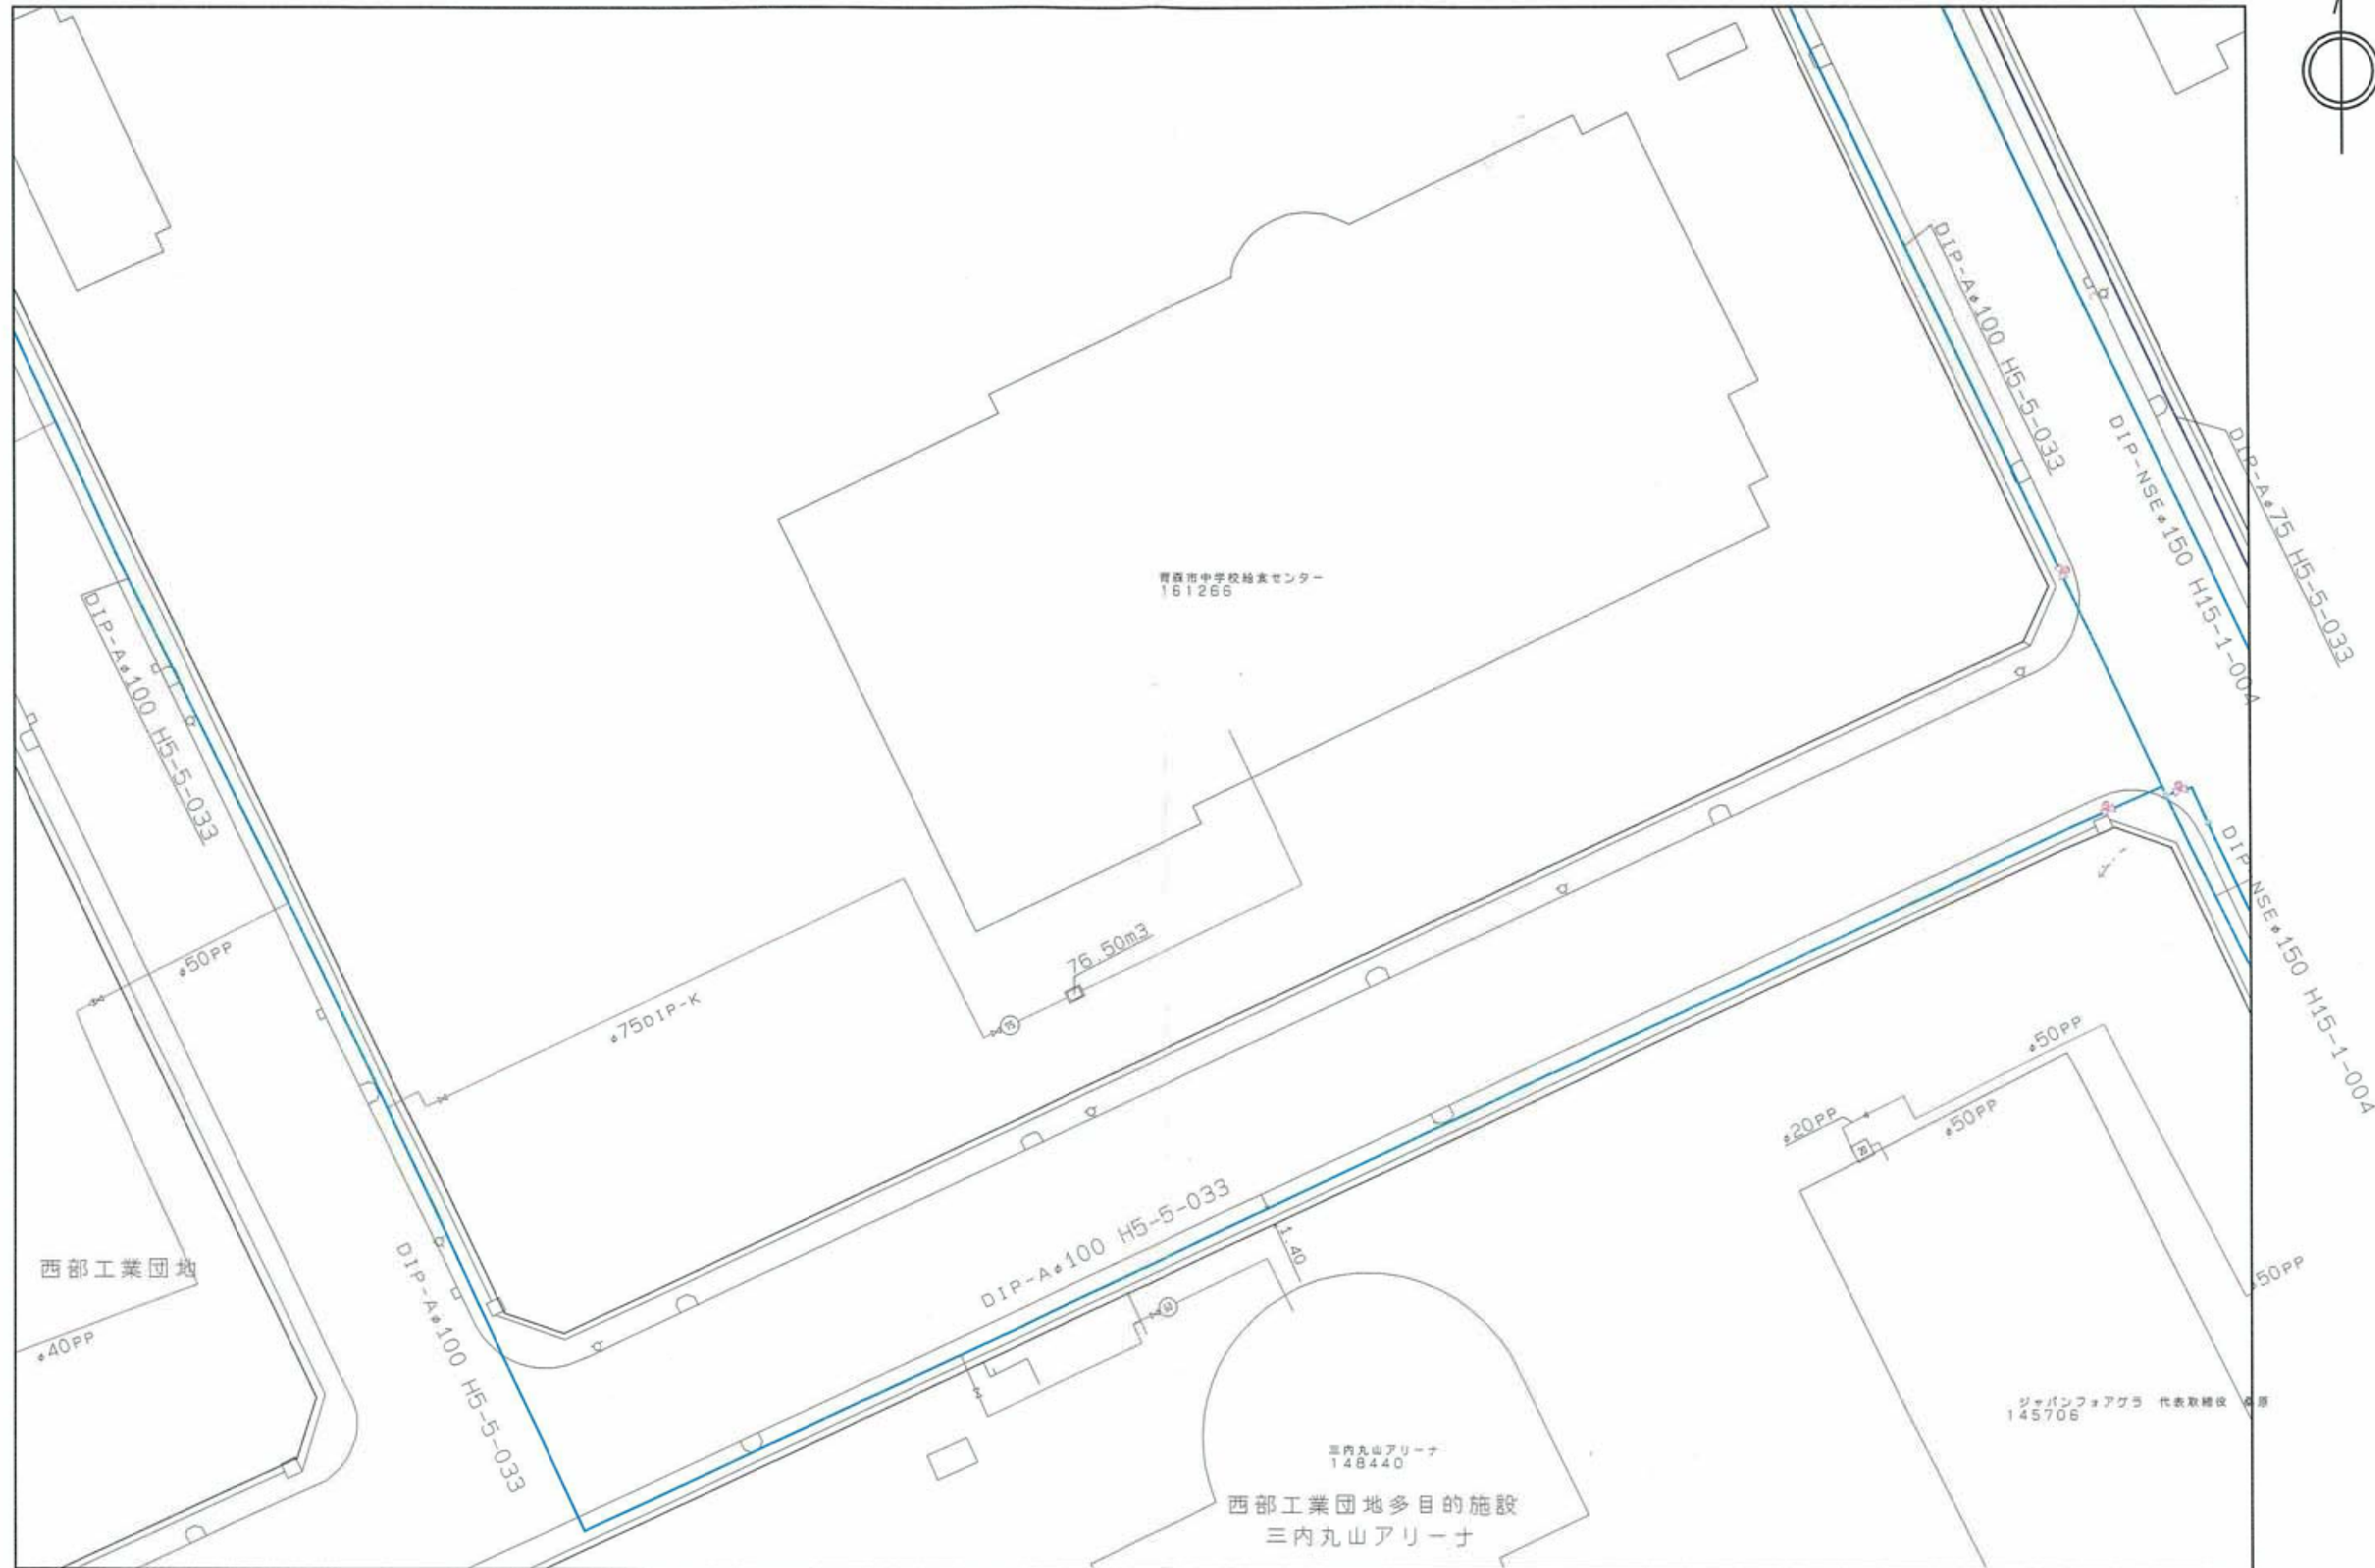 DIP-Aφ100 H5-5-033
DIP-NSEφ150 H15-1-004
DIP-Aφ75 H5-5-033
青森市中学校給食センター
161266
DIP-Aφ100 H5-5-033
φ50PP
φ75DIP-K
76.50m3
75
DIP-NSEφ150 H15-1-004
φ50PP
φ50PP
φ20PP
20
φ50PP
西部工業団地
φ40PP
DIP-Aφ100 H5-5-033
DIP-Aφ100 H5-5-033
1.40
ジャパンフォアグラ 代表取締役
145706
三内丸山アリーナ
148440
西部工業団地多目的施設
三内丸山アリーナ